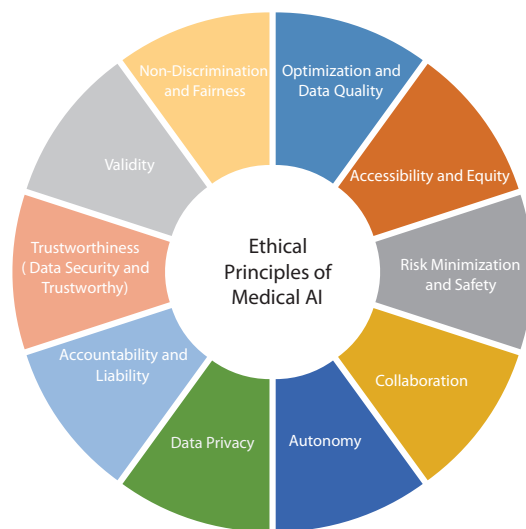 Ethical
Principles of
Medical AI
Optimization and
Data Quality
Accessibility and Equity
Risk Minimization
and Safety
Collaboration
Autonomy
Data Privacy
Accountability and
Liability
Trustworthiness
( Data Security and
Trustworthy)
Validity
Non-Discrimination
and Fairness